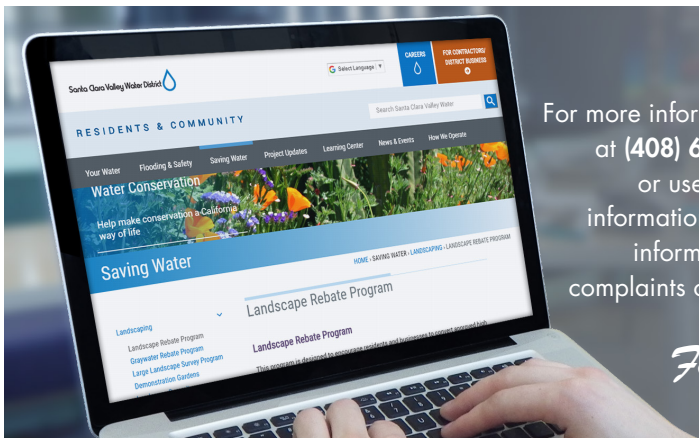 Santa Clara Valley Water District
Select Language
CAREERS
FOR CONTRACTORS/
DISTRICT BUSINESS
RESIDENTS & COMMUNITY
Search Santa Clara Valley Water
Your Water Flooding & Safety Saving Water Project Updates Learning Center News & Events How We Operate
Water Conservation
Help make conservation a California
way of life
Saving Water
HOME › SAVING WATER › LANDSCAPING › LANDSCAPE REBATE PROGRAM
Landscaping
Landscape Rebate Program
Graywater Rebate Program
Large Landscape Survey Program
Demonstration Gardens
Landscape Rebate Program
Landscape Rebate Program
This program is designed to encourage residents and businesses to convert approved high
For more infor
at (408) 6
or use
informatio
inform
complaints